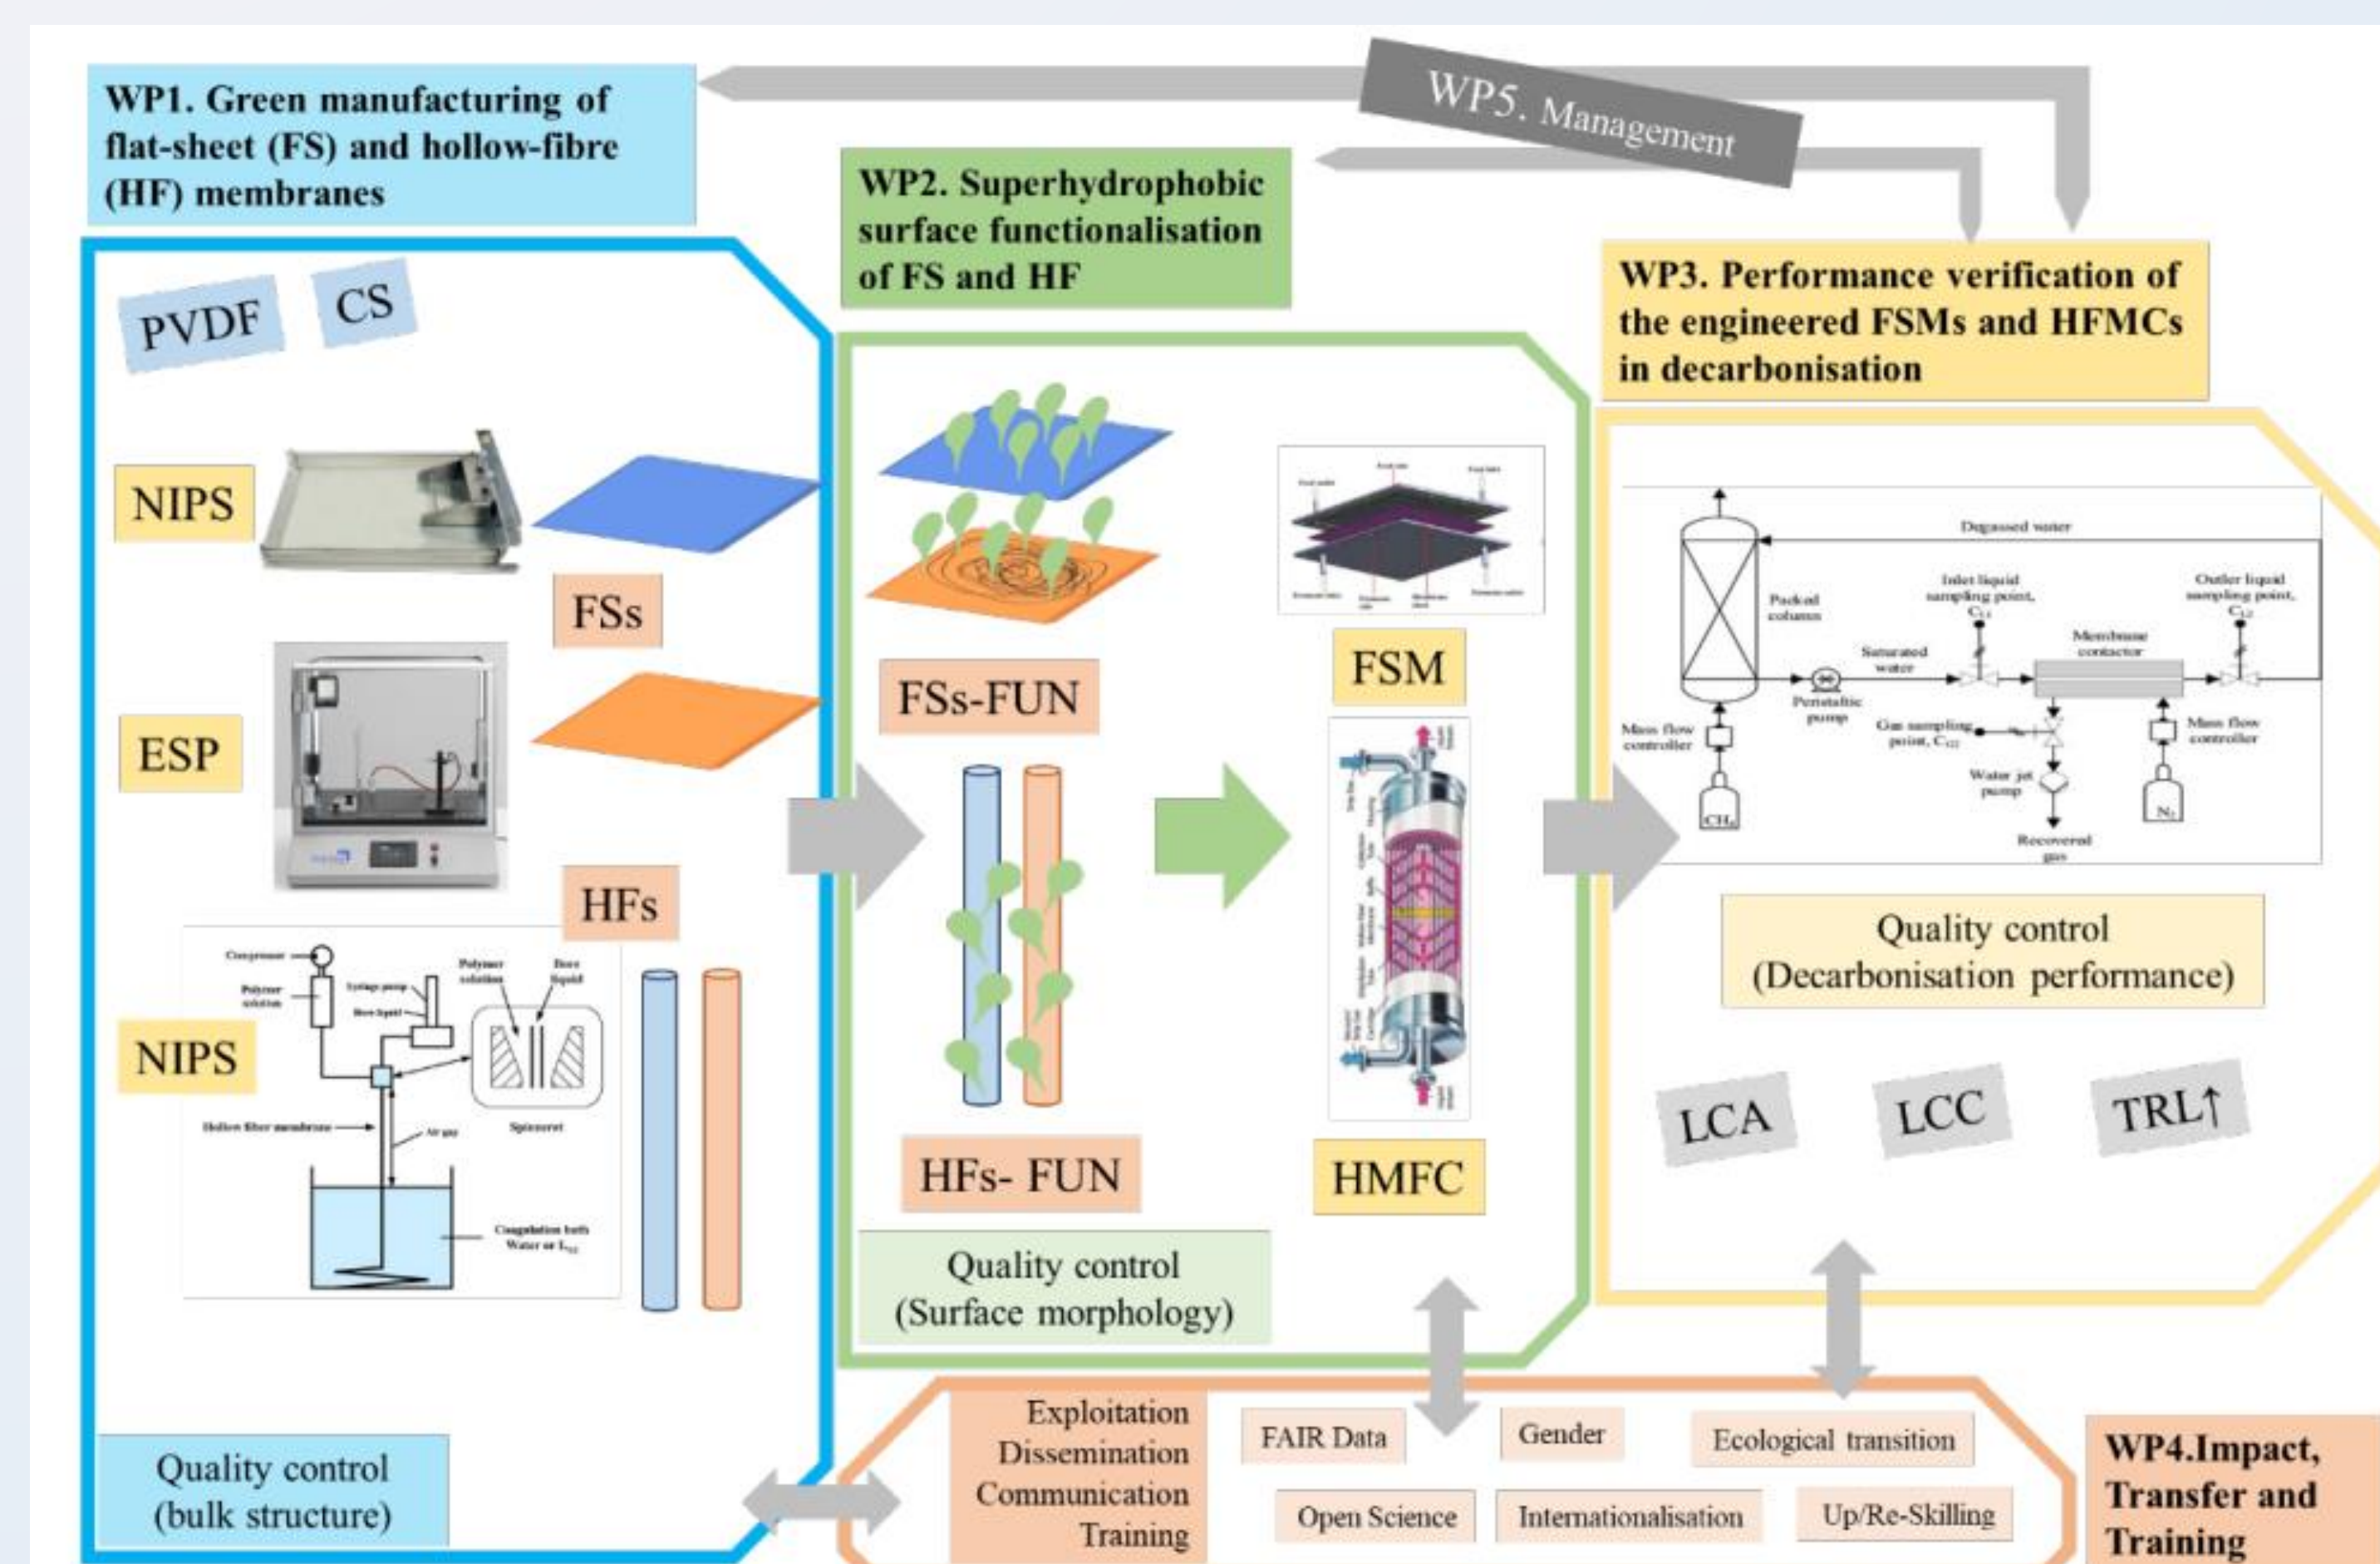 WP5. Management
WP1. Green manufacturing of
flat-sheet (FS) and hollow-fibre
(HF) membranes
PVDF
CS
NIPS
FSs
ESP
HFs
NIPS
Compressor
Polymer
solution
Syringe pump
Bore liquid
Polymer
solution
Bore
liquid
Hollow fiber membrane
Air gap
Spinneret
Coagulation bath
Water or
Quality control
(bulk structure)
WP2. Superhydrophobic
surface functionalisation
of FS and HF
FSs-FUN
HFs- FUN
FSM
HMFC
Quality control
(Surface morphology)
WP3. Performance verification of
the engineered FSMs and HFMCs
in decarbonisation
Degassed water
Packed
column
Inlet liquid
sampling point,
Outler liquid
sampling point,
Membrane
contactor
Saturated
water
Peristaltic
pump
Mass flow
controller
Gas sampling
point,
Mass flow
controller
Water jet
pump
CH₄
N₂
Recovered
gas
Quality control
(Decarbonisation performance)
LCA
LCC
TRL↑
Exploitation
Dissemination
Communication
Training
FAIR Data
Gender
Ecological transition
Open Science
Internationalisation
Up/Re-Skilling
WP4.Impact,
Transfer and
Training